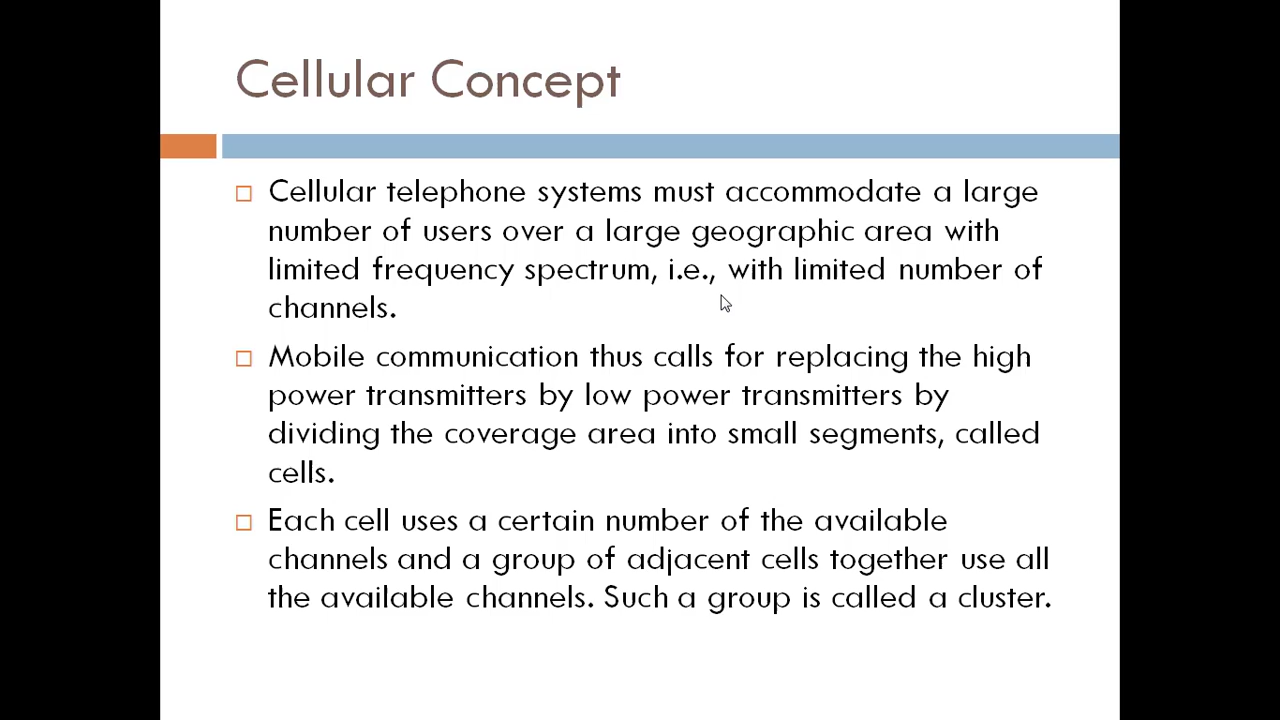 Cellular Concept
Cellular telephone systems must accommodate a large
number of users over a large geographic area with
limited frequency spectrum, i.e., with limited number of
channels.
Mobile communication thus calls for replacing the high
power transmitters by low power transmitters by
dividing the coverage area into small segments, called
cells.
Each cell uses a certain number of the available
channels and a group of adjacent cells together use all
the available channels. Such a group is called a cluster.